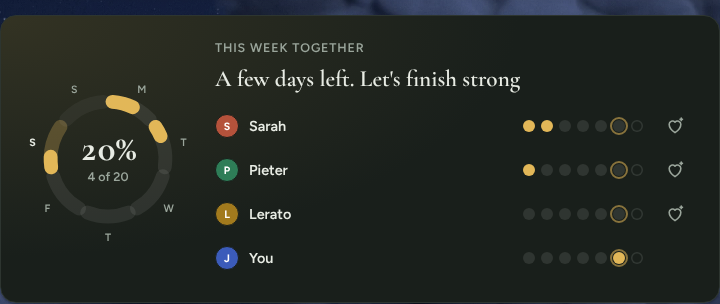 THIS WEEK TOGETHER
A few days left. Let's finish strong
S
M
S
T
20%
4 of 20
F
W
T
S Sarah
P Pieter
L Lerato
J You